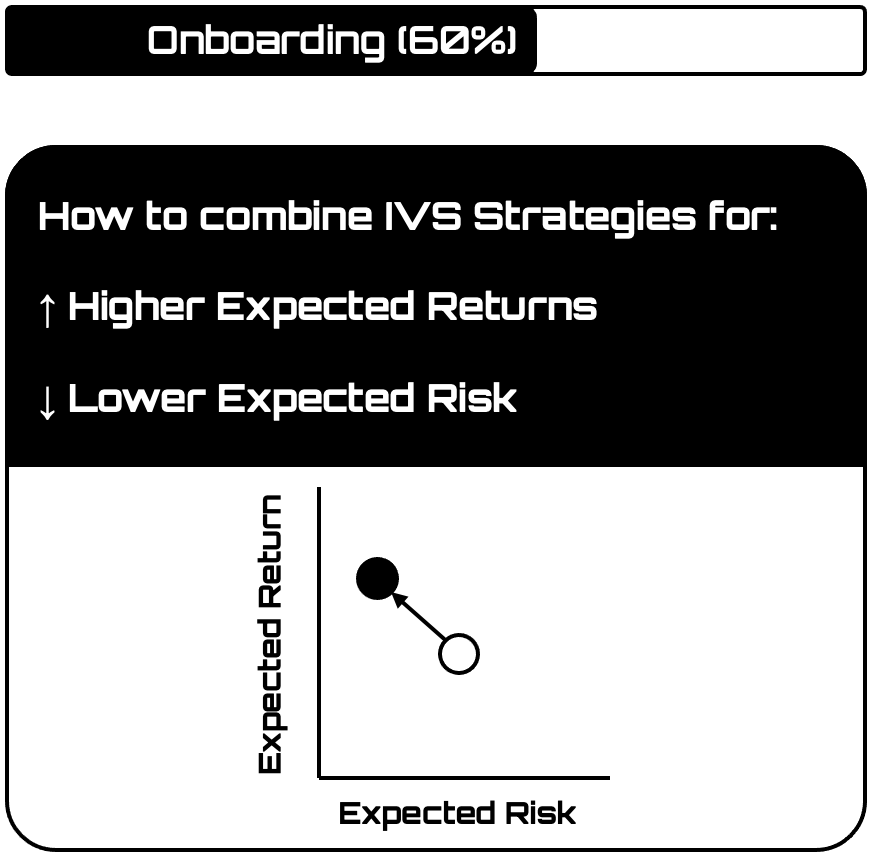 Onboarding (60%)
How to combine IVS Strategies for:
↑ Higher Expected Returns
↓ Lower Expected Risk
Expected Return
Expected Risk